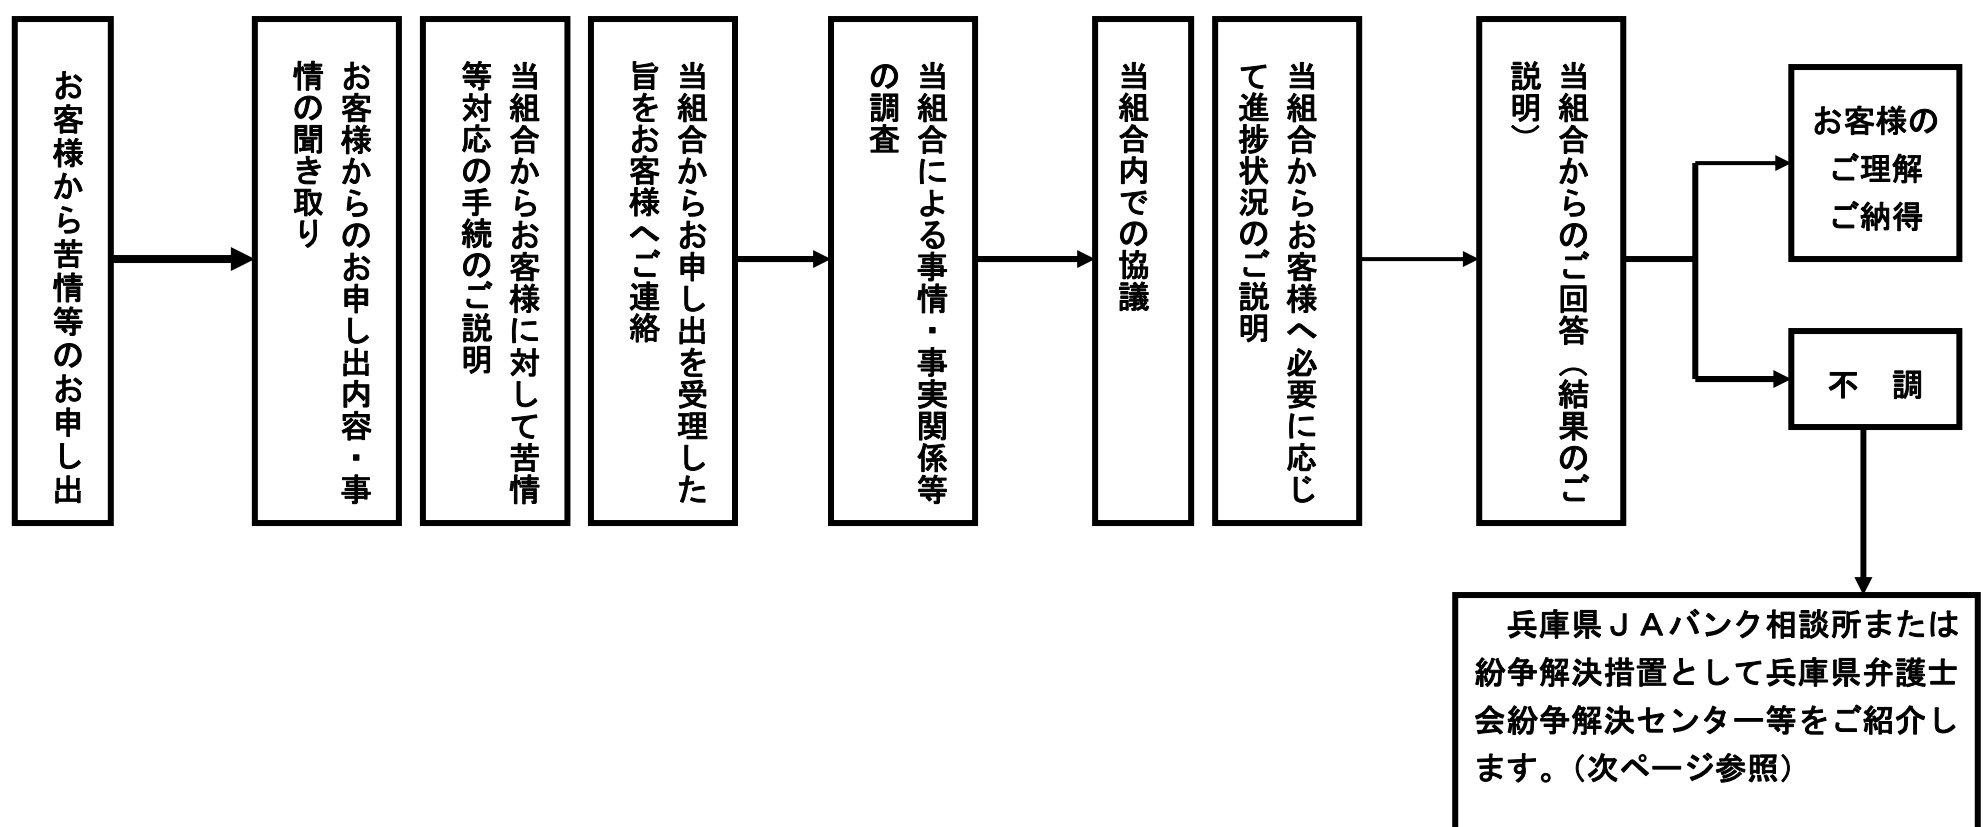 お客様から苦情等のお申し出
お客様からのお申し出内容・事
情の聞き取り
当組合からお客様に対して苦情
等対応の手続のご説明
当組合からお申し出を受理した
旨をお客様へご連絡
当組合による事情・事実関係等
の調査
当組合内での協議
当組合からお客様へ必要に応じ
て進捗状況のご説明
当組合からのご回答（結果のご
説明）
お客様の
ご理解
ご納得
不　調
兵庫県ＪＡバンク相談所または
紛争解決措置として兵庫県弁護士
会紛争解決センター等をご紹介し
ます。（次ページ参照）